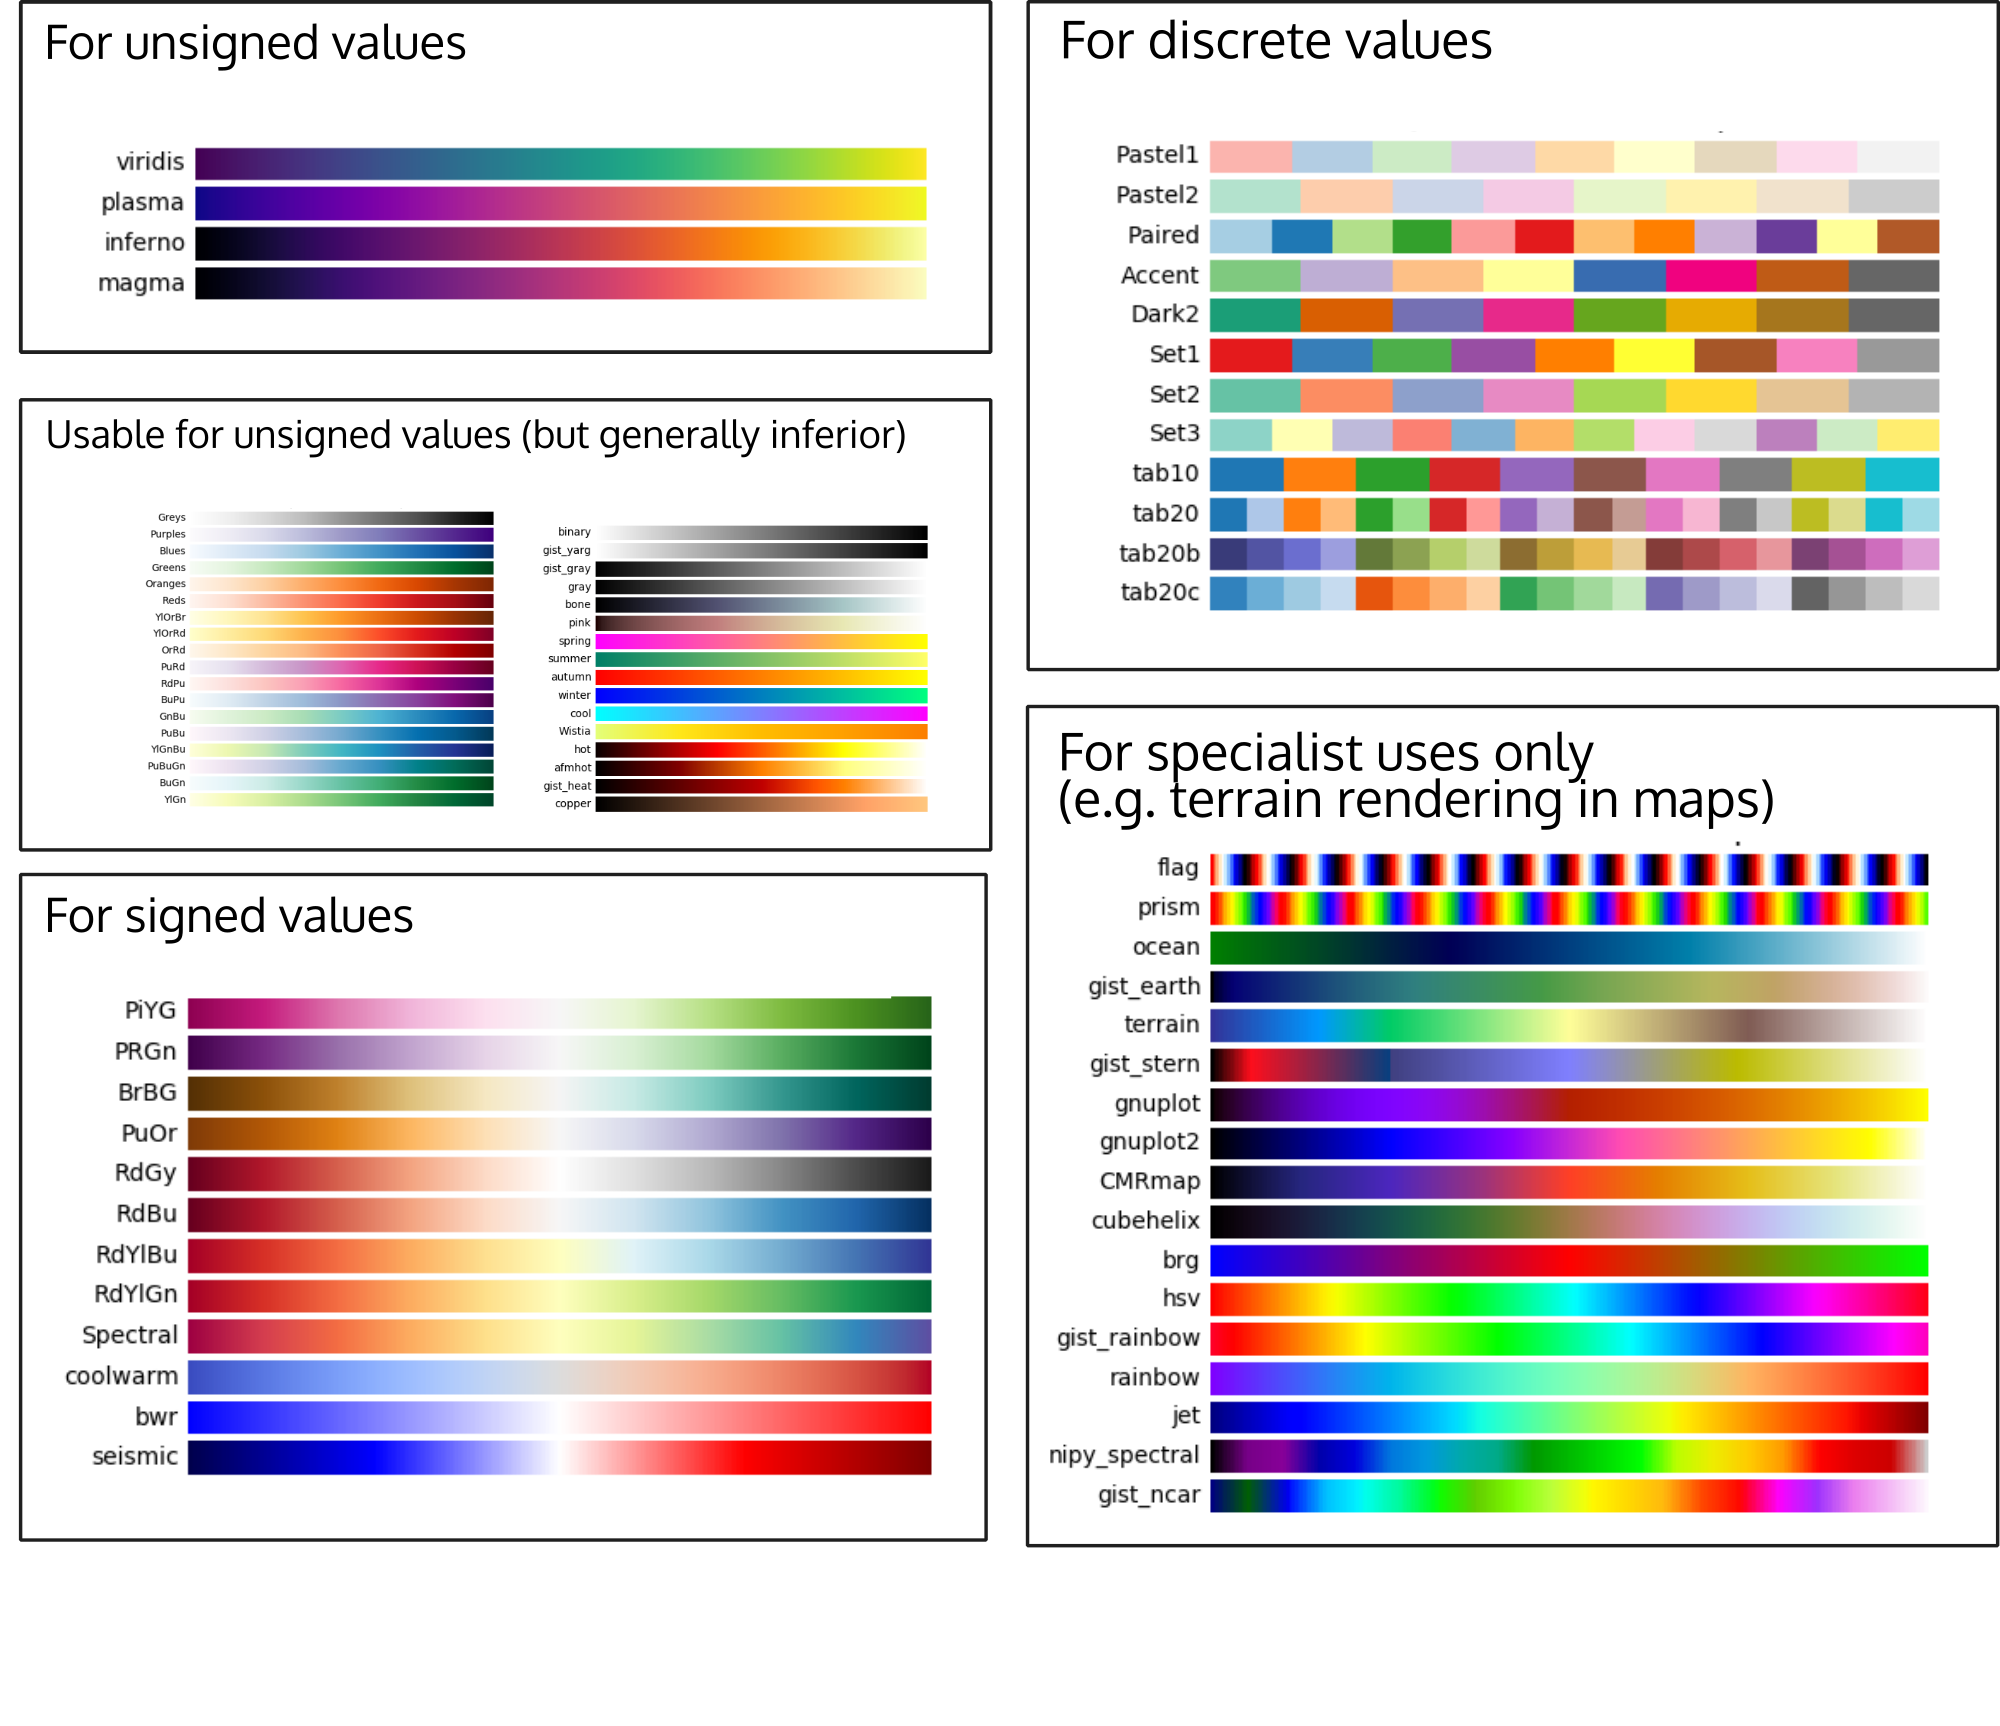 For unsigned values
viridis
plasma
inferno
magma
Usable for unsigned values (but generally inferior)
Greys
Purples
Blues
Greens
Oranges
Reds
YlOrBr
YlOrRd
OrRd
PuRd
RdPu
BuPu
GnBu
PuBu
YlGnBu
PuBuGn
BuGn
YlGn
binary
gist_yarg
gist_gray
gray
bone
pink
spring
summer
autumn
winter
cool
Wistia
hot
afmhot
gist_heat
copper
For signed values
PiYG
PRGn
BrBG
PuOr
RdGy
RdBu
RdYlBu
RdYlGn
Spectral
coolwarm
bwr
seismic
For discrete values
Pastel1
Pastel2
Paired
Accent
Dark2
Set1
Set2
Set3
tab10
tab20
tab20b
tab20c
For specialist uses only
(e.g. terrain rendering in maps)
flag
prism
ocean
gist_earth
terrain
gist_stern
gnuplot
gnuplot2
CMRmap
cubehelix
brg
hsv
gist_rainbow
rainbow
jet
nipy_spectral
gist_ncar